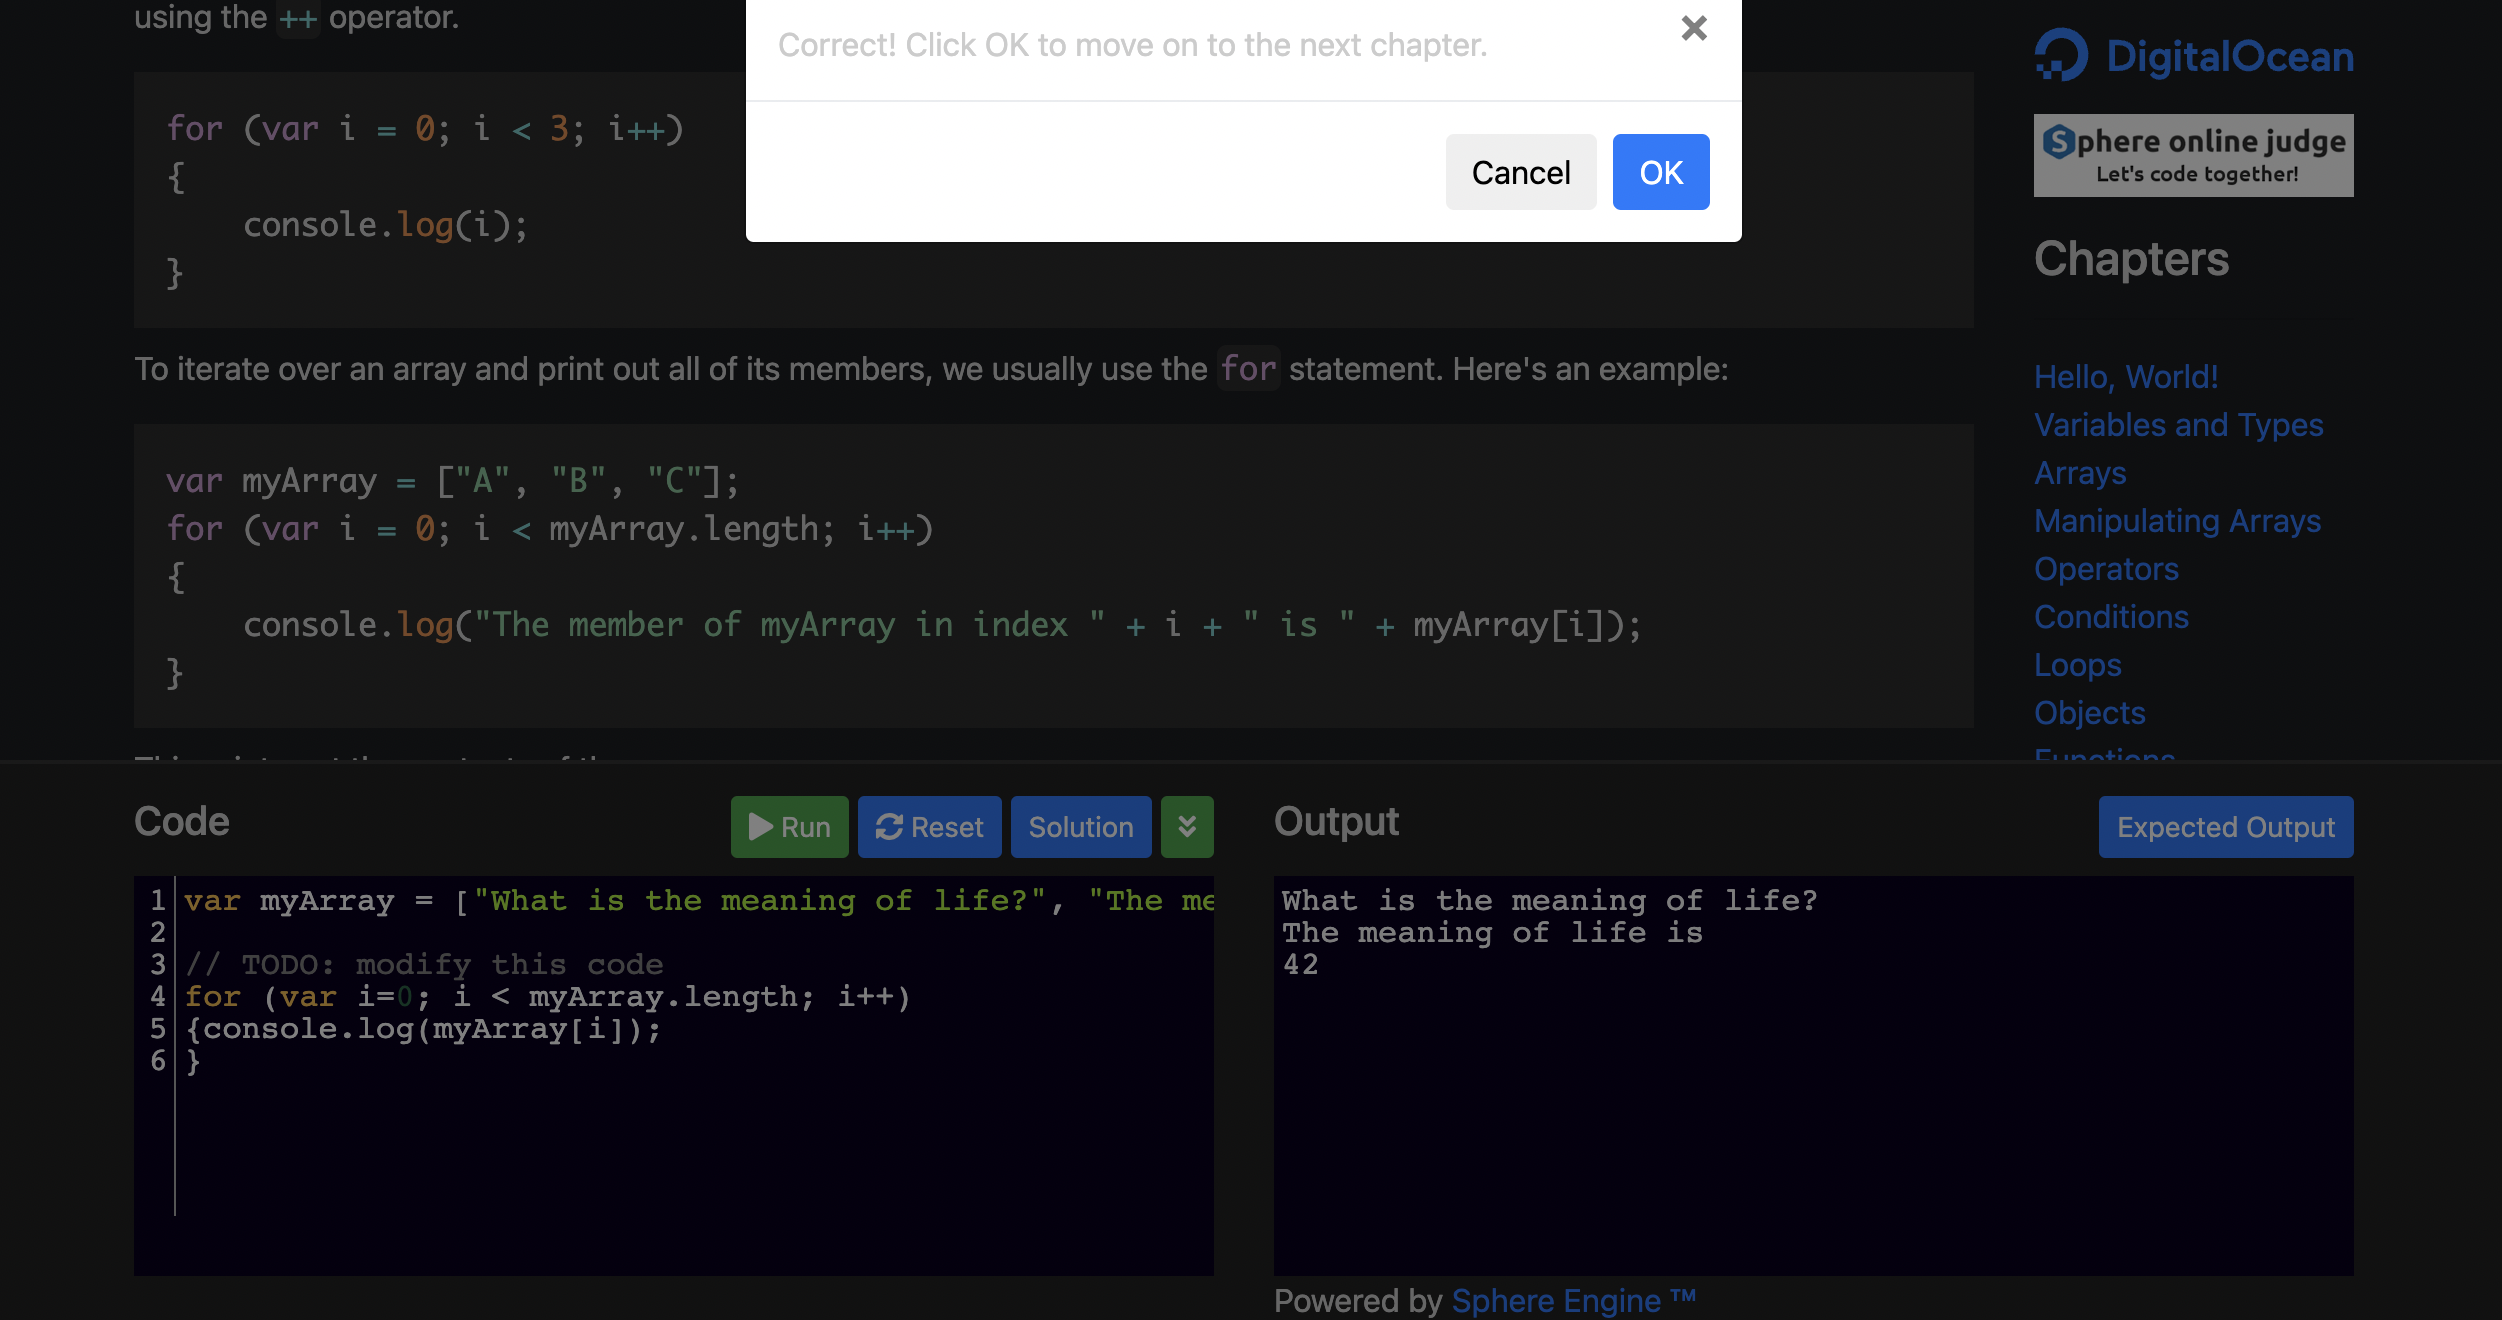 using the ++ operator.
for (var i = 0; i < 3; i++)
{
    console.log(i);
}
To iterate over an array and print out all of its members, we usually use the for statement. Here's an example:
var myArray = ["A", "B", "C"];
for (var i = 0; i < myArray.length; i++)
{
    console.log("The member of myArray in index " + i + " is " + myArray[i]);
}
Correct! Click OK to move on to the next chapter.
Cancel
OK
DigitalOcean
Sphere online judge
Let's code together!
Chapters
Hello, World!
Variables and Types
Arrays
Manipulating Arrays
Operators
Conditions
Loops
Objects
Functions
Code
Run
Reset
Solution
1 var myArray = ["What is the meaning of life?", "The me
2
3 // TODO: modify this code
4 for (var i=0; i < myArray.length; i++)
5 {console.log(myArray[i]);
6 }
Output
Expected Output
What is the meaning of life?
The meaning of life is
42
Powered by Sphere Engine ™